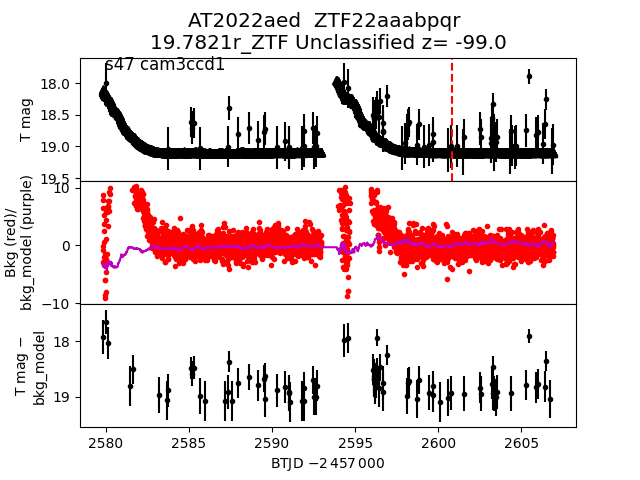 AT2022aed  ZTF22aaabpqr
19.7821r_ZTF Unclassified z= -99.0
s47 cam3ccd1
T mag
18.0
18.5
19.0
19.5
Bkg (red)/
bkg_model (purple)
10
0
−10
T mag −
bkg_model
18
19
2580
2585
2590
2595
2600
2605
BTJD −2 457 000